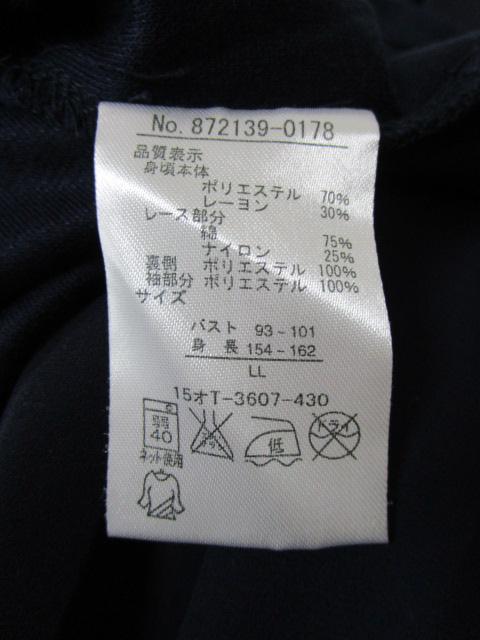 No. 872139-0178
品質表示
身頃本体
ポリエステル 70%
レーヨン 30%
レース部分
綿 75%
ナイロン 25%
裏側 ポリエステル 100%
袖部分 ポリエステル 100%
サイズ
バスト 93~101
身長 154~162
LL
15オT-3607-430
弱 40
低
ドライ
ネット使用